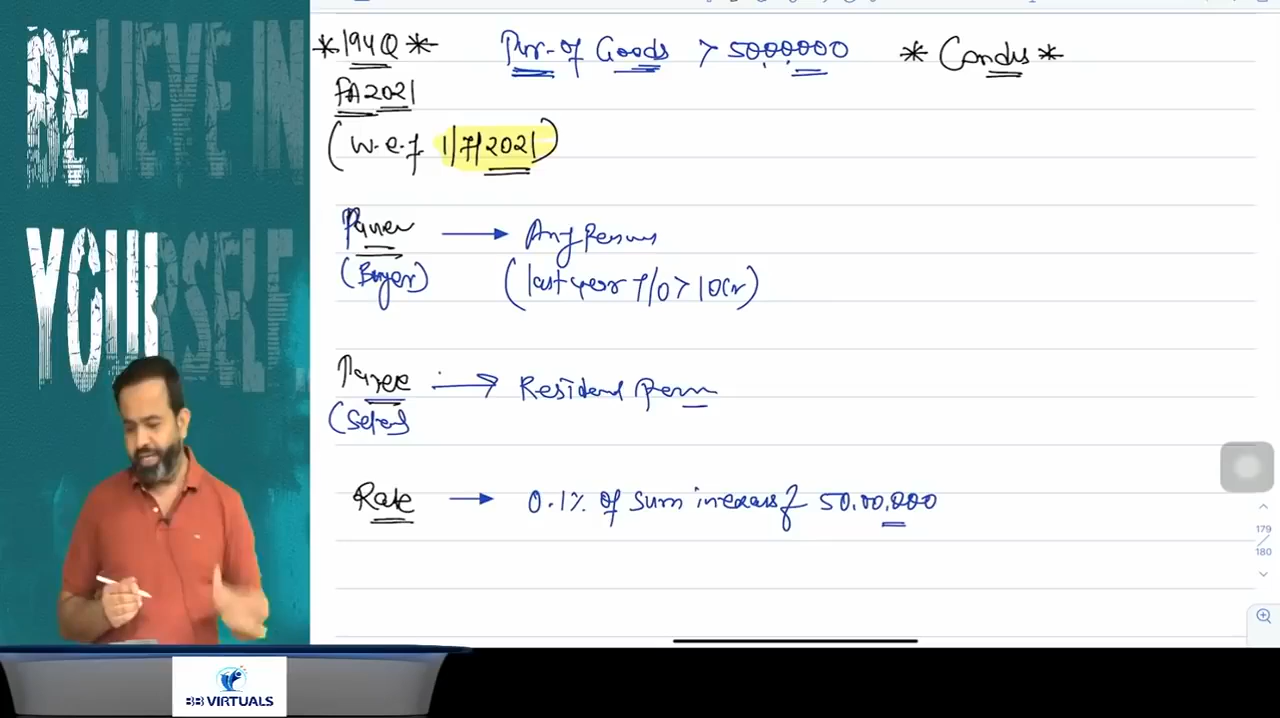 BELIEVE IN
YOURSELF
*194Q* Pur. of Goods > 5000000 *Condns*
FA2021
(w.e.f 1/7/2021)
Payer → Any Person
(Buyer) (last year T/O > 10Cr)
Payee → Resident Person
(Seller)
Rate → 0.1% of Sum in excess of 50,00,000
179
180
BB VIRTUALS